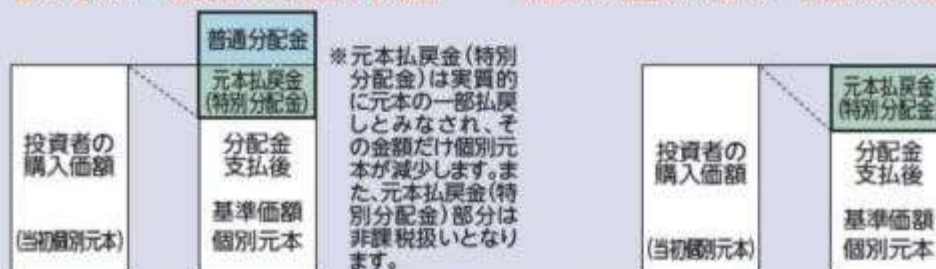 普通分配金
元本払戻金
(特別分配金)
投資者の
購入価額
(当初個別元本)
分配金
支払後
基準価額
個別元本
※元本払戻金(特別
分配金)は実質的
に元本の一部払戻
しとみなされ、そ
の金額だけ個別元
本が減少します。ま
た、元本払戻金(特
別分配金)部分は
非課税扱いとなり
ます。
投資者の
購入価額
(当初個別元本)
元本払戻金
(特別分配金
分配金
支払後
基準価額
個別元本